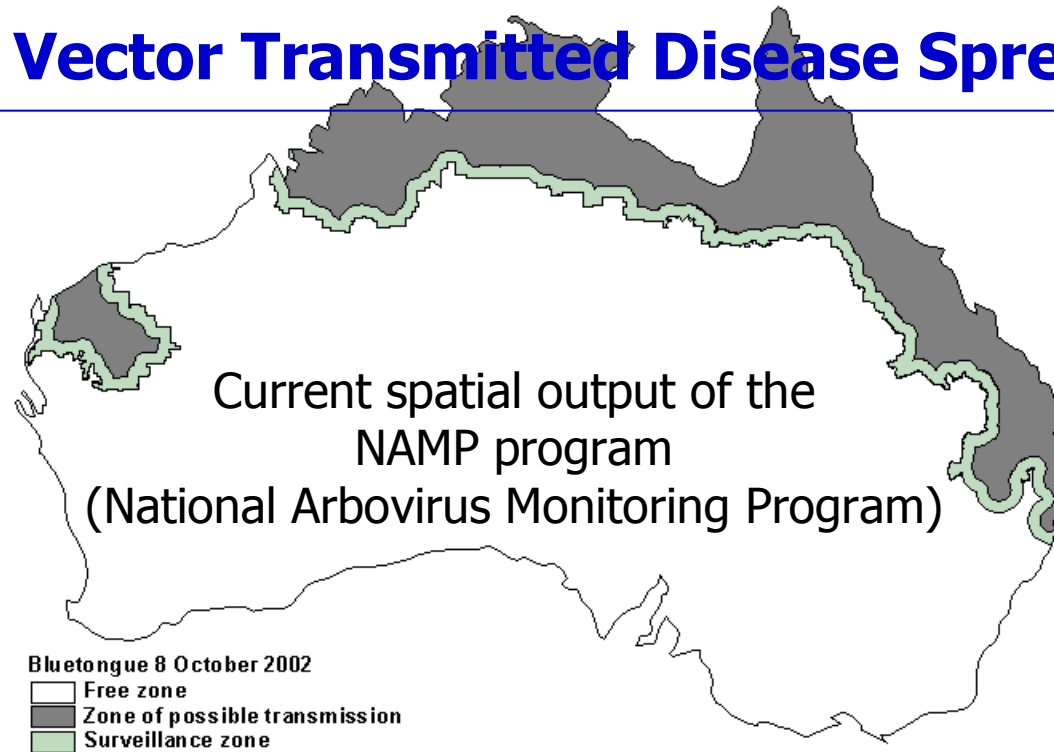 Vector Transmitted Disease Spre
Current spatial output of the
NAMP program
(National Arbovirus Monitoring Program)
Bluetongue 8 October 2002
Free zone
Zone of possible transmission
Surveillance zone